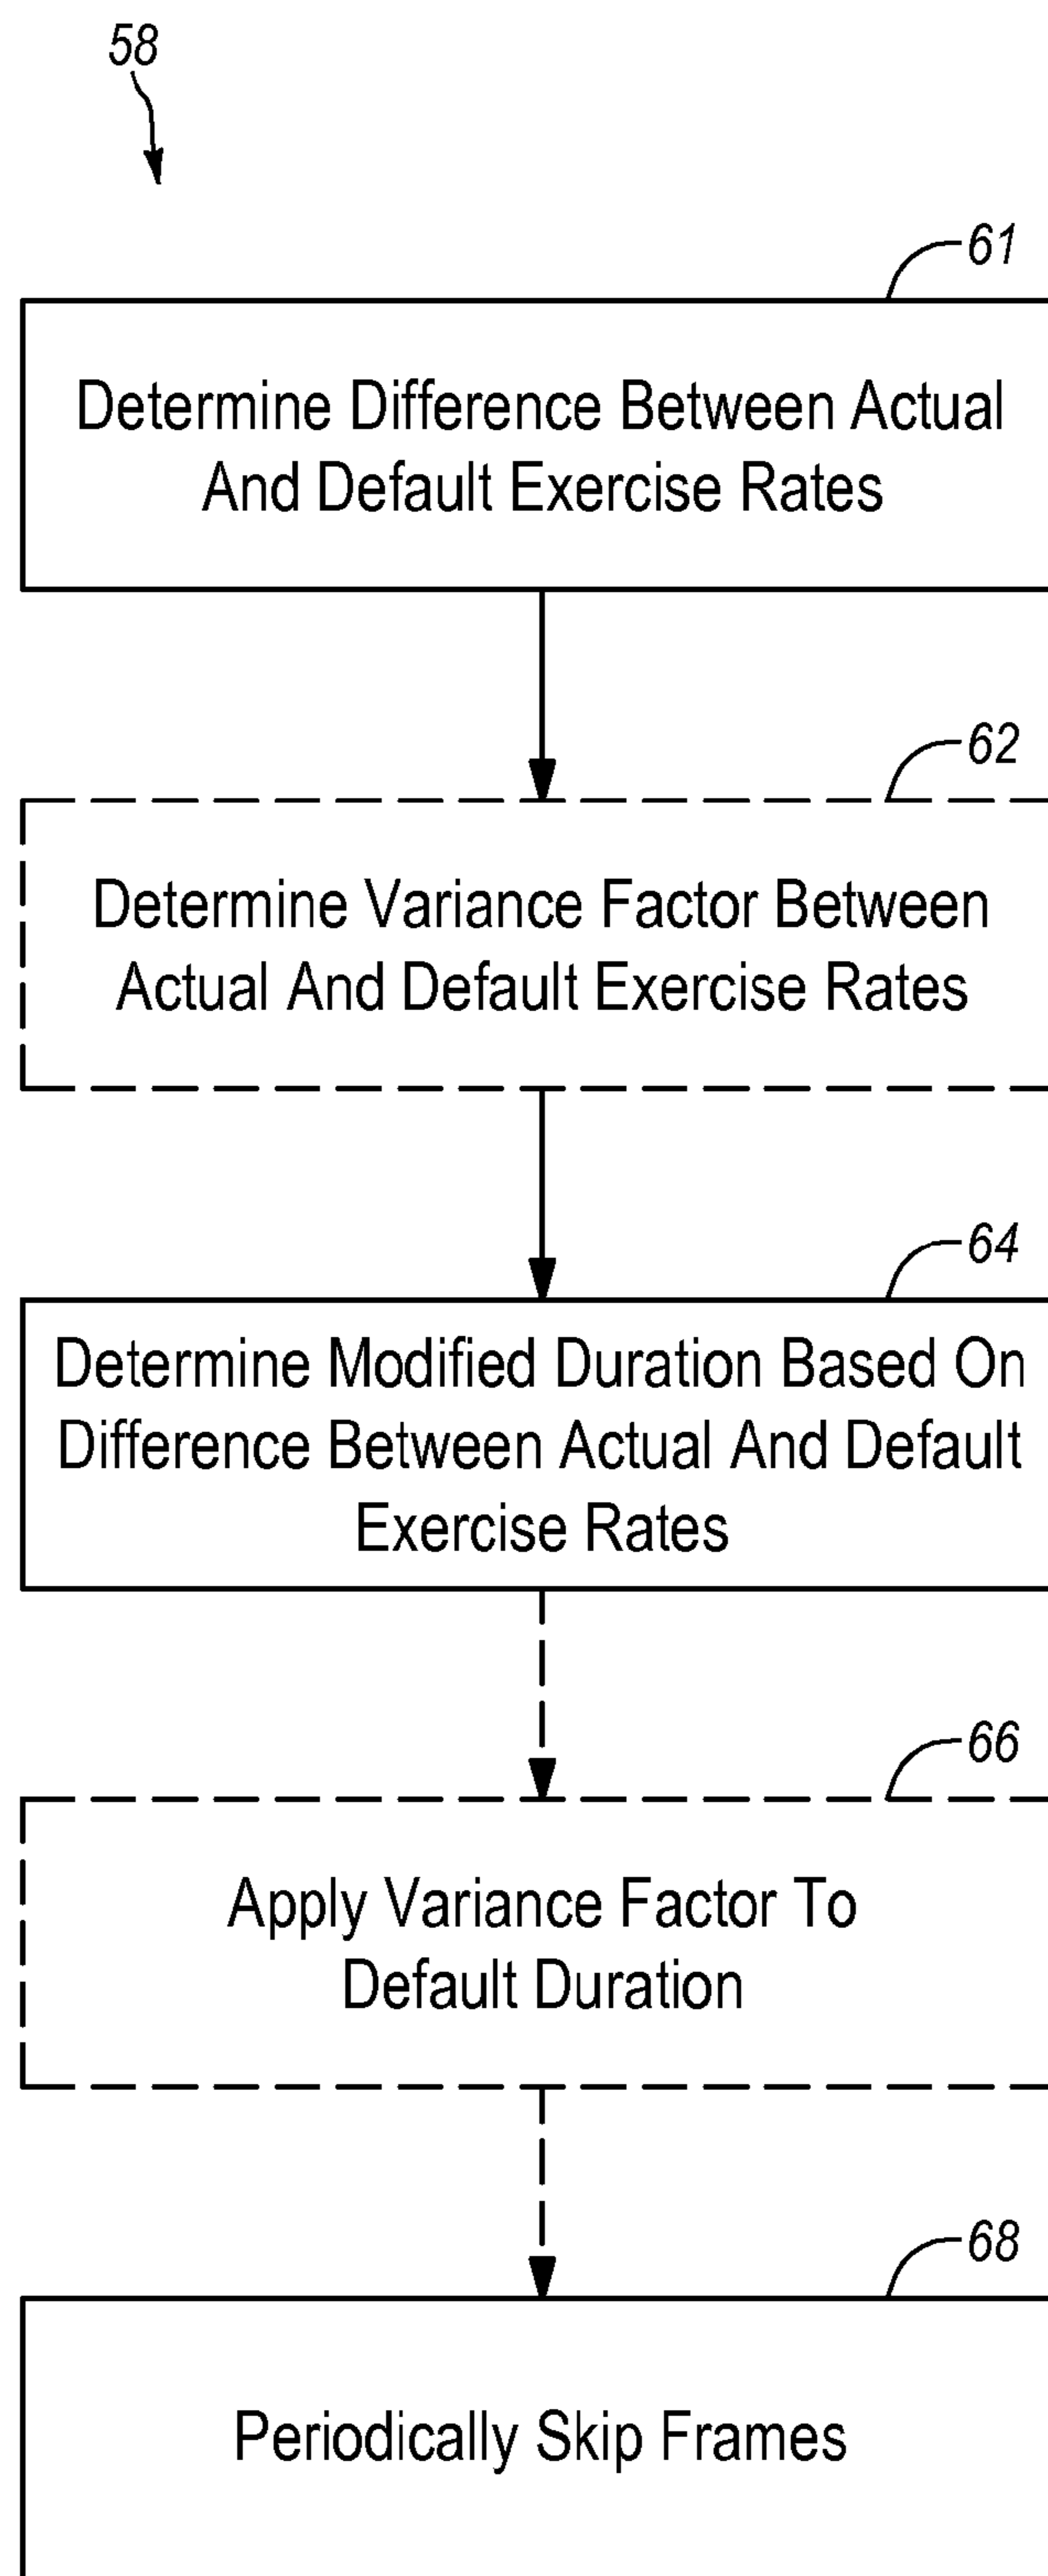 58
61
Determine Difference Between Actual
And Default Exercise Rates
62
Determine Variance Factor Between
Actual And Default Exercise Rates
64
Determine Modified Duration Based On
Difference Between Actual And Default
Exercise Rates
66
Apply Variance Factor To
Default Duration
68
Periodically Skip Frames